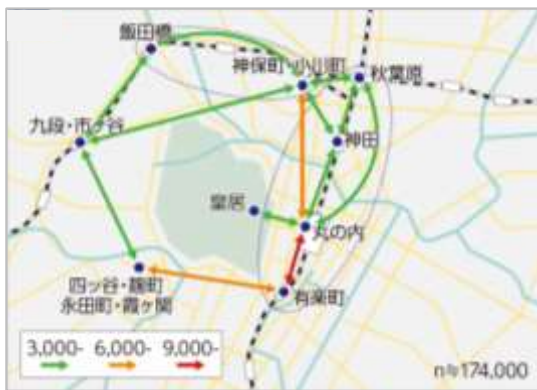 飯田橋
神保町・小川町
秋葉原
九段・市ヶ谷
神田
皇居
丸の内
四ッ谷・麹町
永田町・霞ヶ関
有楽町
3,000- 6,000- 9,000-
n≒174,000